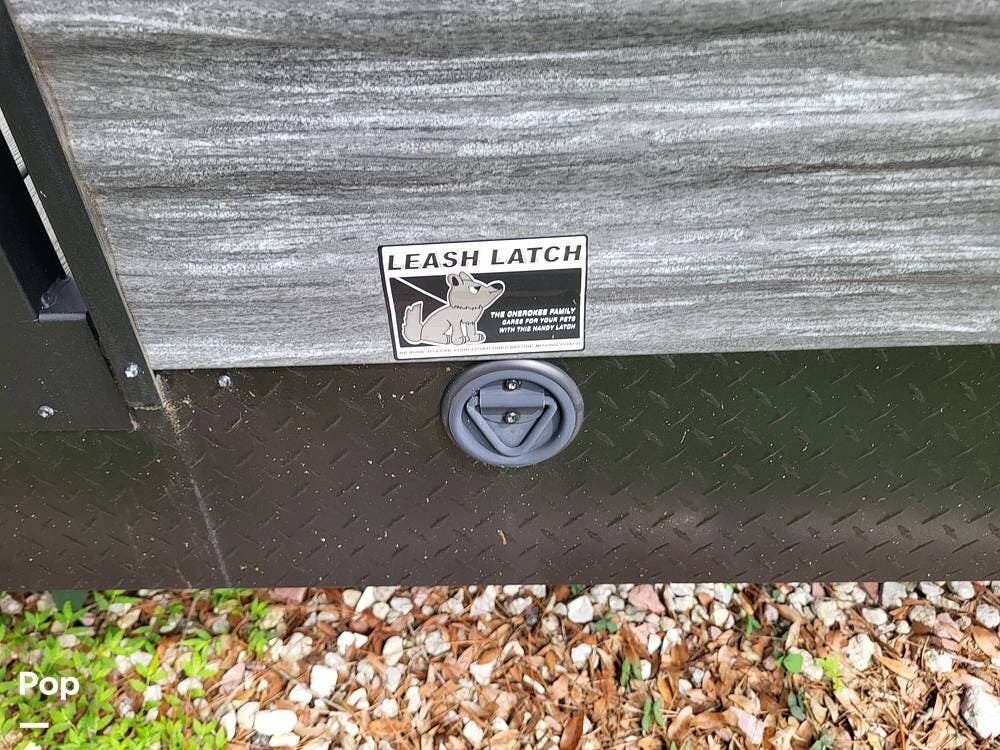 LEASH LATCH
THE CHEROKEE FAMILY
CARES FOR YOUR PETS
WITH THIS HANDY LATCH
Pop